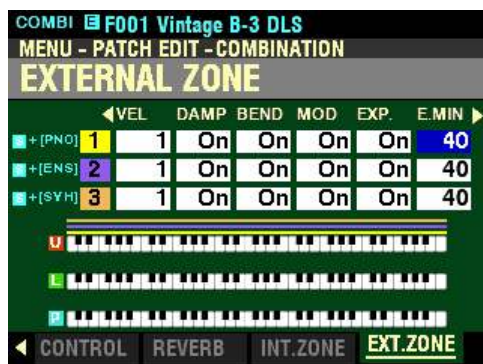 COMBI E F001 Vintage B-3 DLS
MENU - PATCH EDIT - COMBINATION
EXTERNAL ZONE
VEL DAMP BEND MOD EXP. E.MIN
S +[PNO] 1 1 On On On On 40
S +[ENS] 2 1 On On On On 40
S +[SYH] 3 1 On On On On 40
U
L
P
CONTROL REVERB INT.ZONE EXT.ZONE